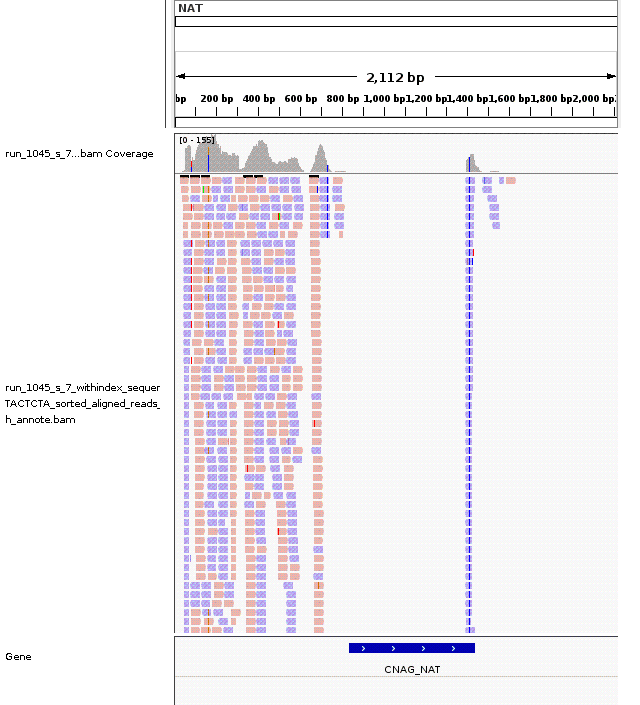 NAT
2,112 bp
bp 200 bp 400 bp 600 bp 800 bp 1,000 bp 1,200 bp 1,400 bp 1,600 bp 1,800 bp 2,000 bp
[0 - 155]
run_1045_s_7...bam Coverage
run_1045_s_7_withindex_sequer
TACTCTA_sorted_aligned_reads_
h_annote.bam
Gene
CNAG_NAT